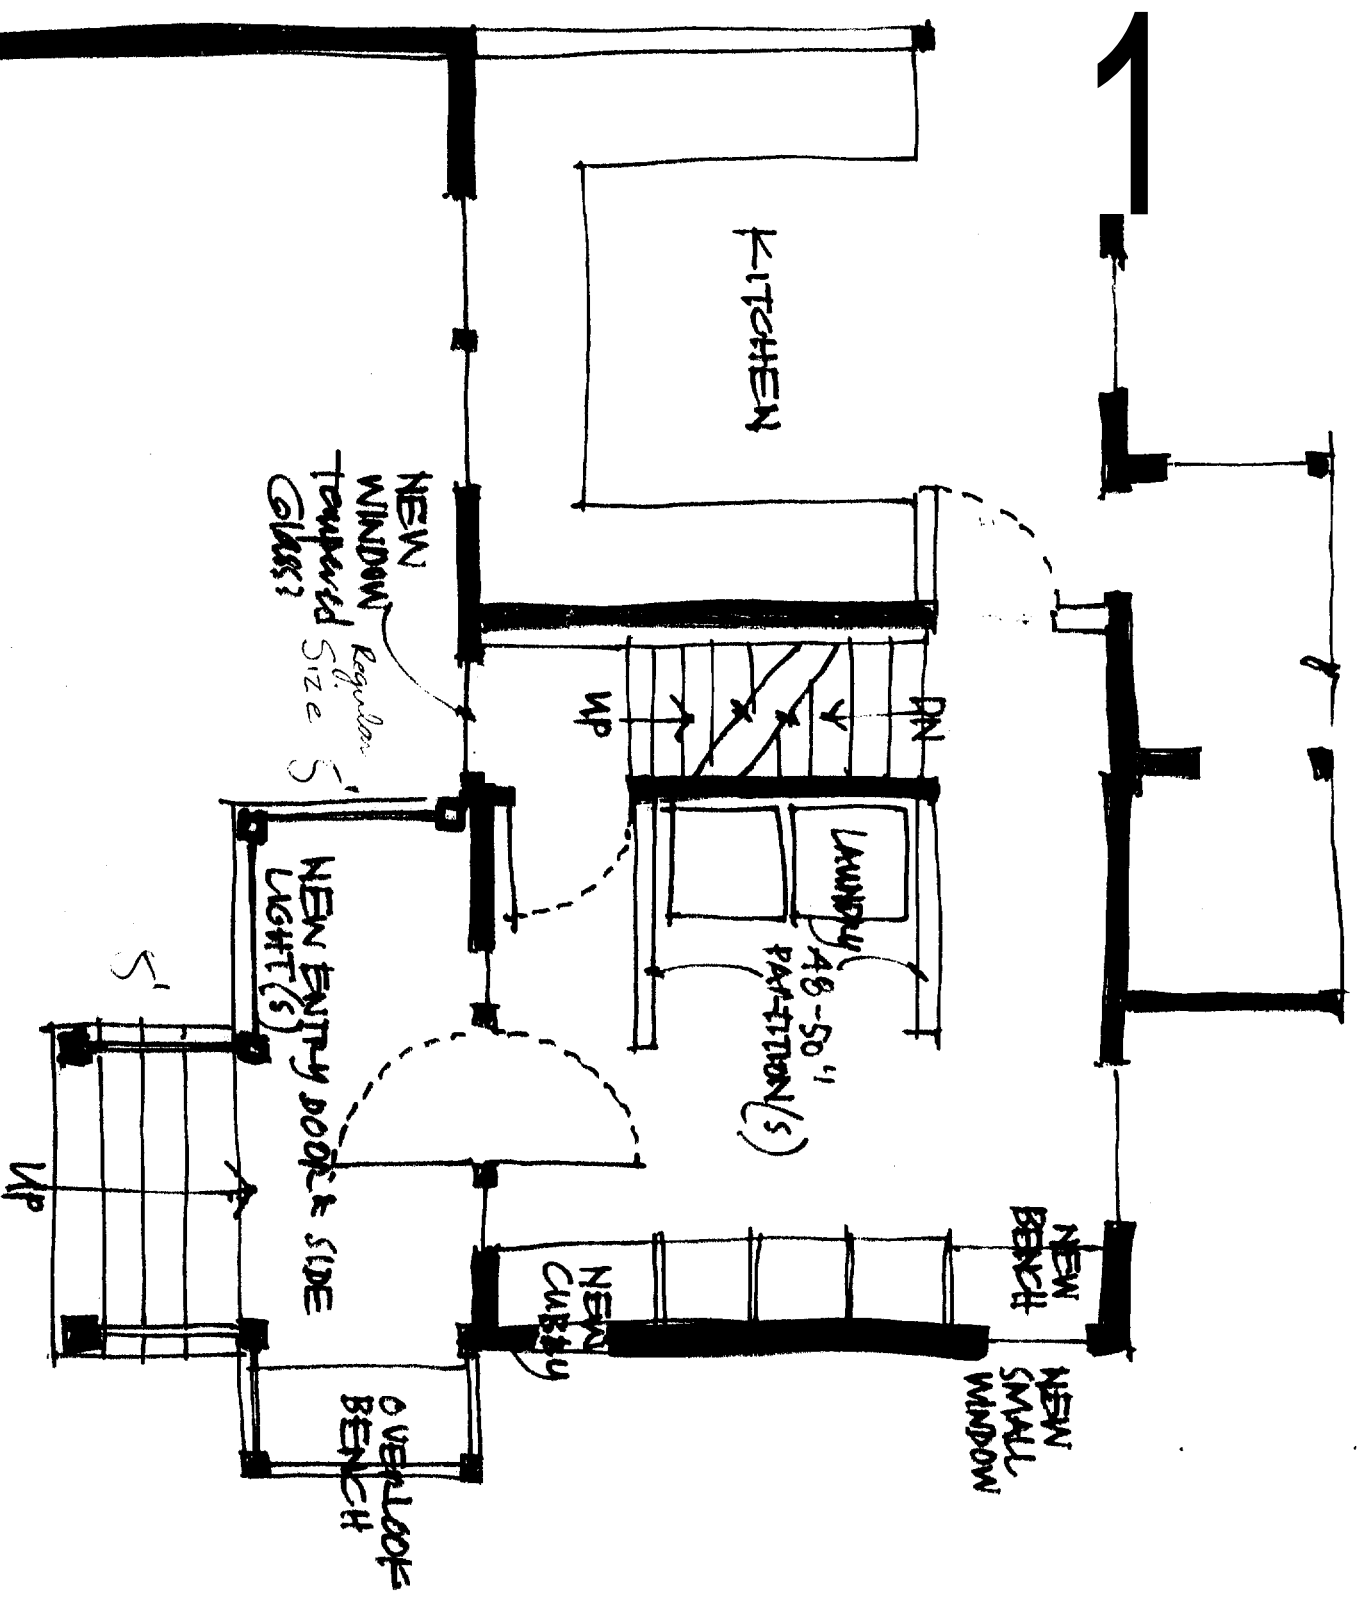 1
KITCHEN
NEW
WINDOW
Tempered
Glass?
Regular
Size 5'
UP
DN
LAUNDRY
48-50"
PARTITION(S)
NEW ENTRY DOOR & SIDE
LIGHT(S)
5'
UP
NEW
BENCH
NEW
CUBBY
NEW
SMALL
WINDOW
OVERLOOK
BENCH